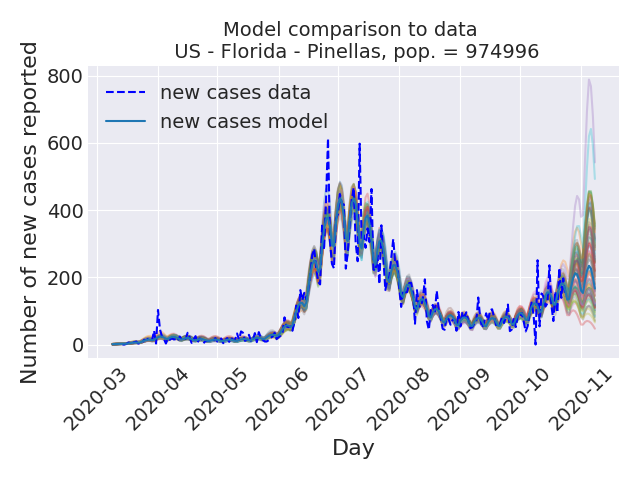 Model comparison to data
US - Florida - Pinellas, pop. = 974996
Number of new cases reported
800
600
400
200
0
new cases data
new cases model
2020-03
2020-04
2020-05
2020-06
2020-07
2020-08
2020-09
2020-10
2020-11
Day